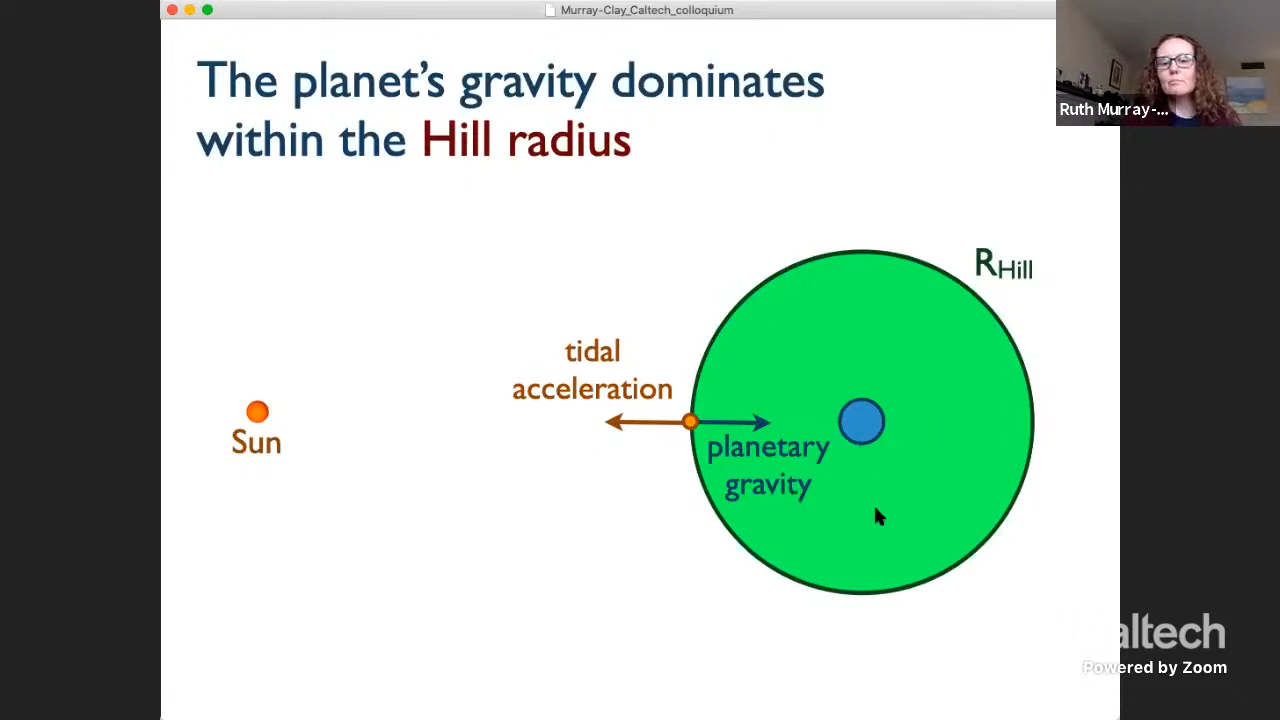 Murray-Clay_Caltech_colloquium
The planet's gravity dominates
within the Hill radius
Ruth Murray-...
R_Hill
tidal
acceleration
Sun
planetary
gravity
altech
Powered by Zoom